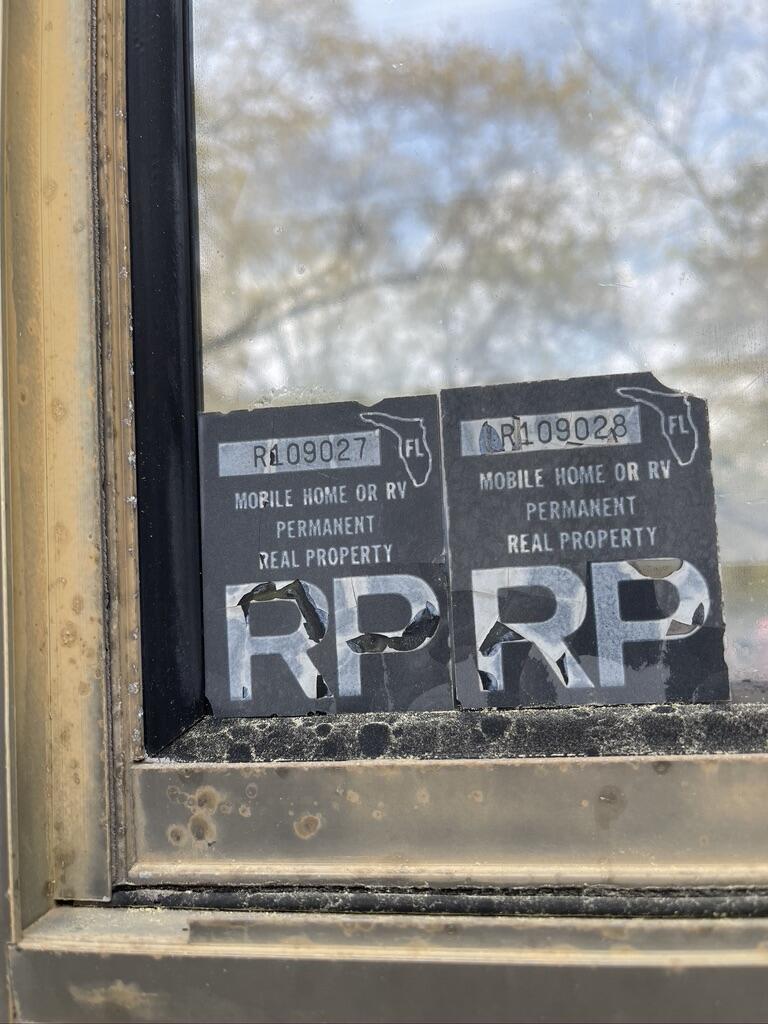 R109027
FL
MOBILE HOME OR RV
PERMANENT
REAL PROPERTY
RP
R109028
FL
MOBILE HOME OR RV
PERMANENT
REAL PROPERTY
RP